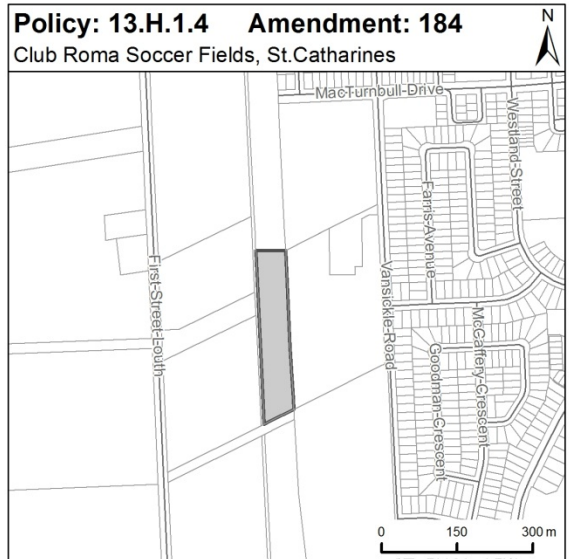 Policy: 13.H.1.4 Amendment: 184
Club Roma Soccer Fields, St.Catharines
N
MacTurnbull-Drive
Westland-Street
Farris-Avenue
First-Street-Louth
Vansickle-Road
McCaffery-Crescent
Goodman-Crescent
0 150 300 m